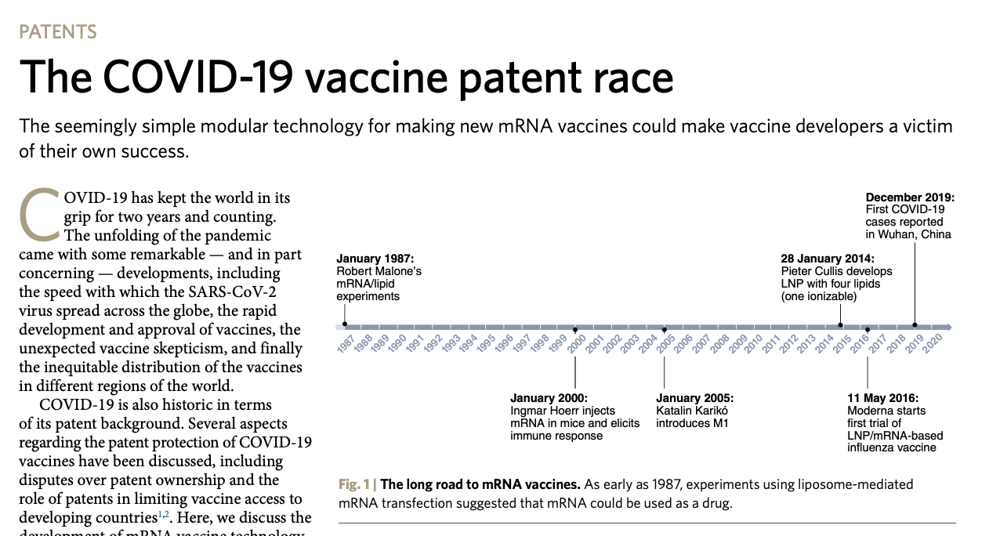 PATENTS
The COVID-19 vaccine patent race
The seemingly simple modular technology for making new mRNA vaccines could make vaccine developers a victim
of their own success.
COVID-19 has kept the world in its
grip for two years and counting.
The unfolding of the pandemic
came with some remarkable — and in part
concerning — developments, including
the speed with which the SARS-CoV-2
virus spread across the globe, the rapid
development and approval of vaccines, the
unexpected vaccine skepticism, and finally
the inequitable distribution of the vaccines
in different regions of the world.
COVID-19 is also historic in terms
of its patent background. Several aspects
regarding the patent protection of COVID-19
vaccines have been discussed, including
disputes over patent ownership and the
role of patents in limiting vaccine access to
developing countries1,2. Here, we discuss the
development of mRNA vaccine technology
January 1987:
Robert Malone’s
mRNA/lipid
experiments
28 January 2014:
Pieter Cullis develops
LNP with four lipids
(one ionizable)
December 2019:
First COVID-19
cases reported
in Wuhan, China
1987 1988 1989 1990 1991 1992 1993 1994 1995 1996 1997 1998 1999 2000 2001 2002 2003 2004 2005 2006 2007 2008 2009 2010 2011 2012 2013 2014 2015 2016 2017 2018 2019 2020
January 2000:
Ingmar Hoerr injects
mRNA in mice and elicits
immune response
January 2005:
Katalin Karikó
introduces M1
11 May 2016:
Moderna starts
first trial of
LNP/mRNA-based
influenza vaccine
Fig. 1 | The long road to mRNA vaccines. As early as 1987, experiments using liposome-mediated
mRNA transfection suggested that mRNA could be used as a drug.